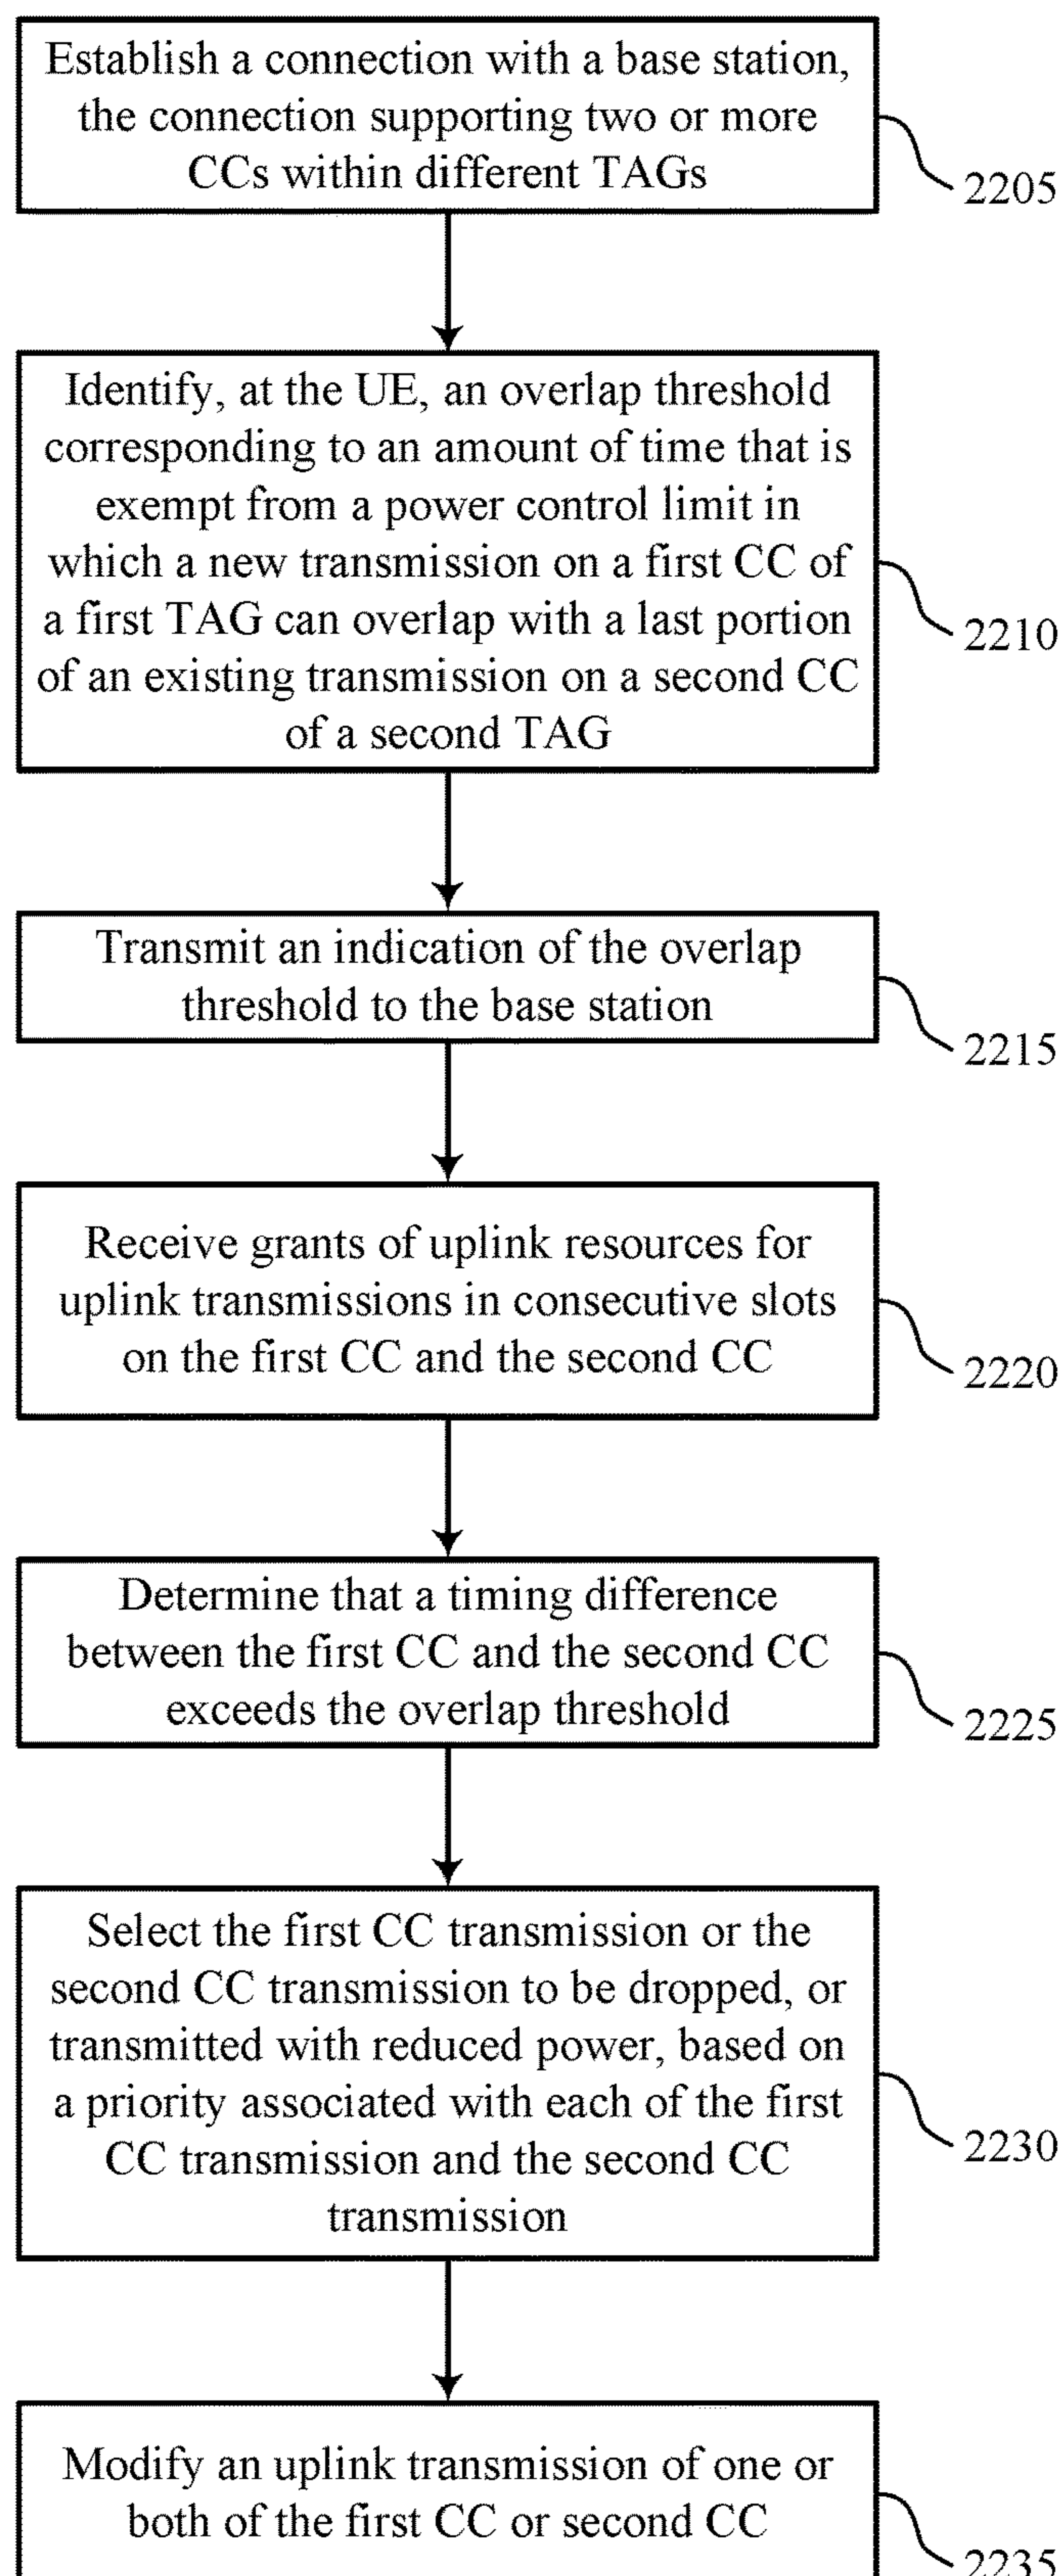 Establish a connection with a base station,
the connection supporting two or more
CCs within different TAGs
2205
Identify, at the UE, an overlap threshold
corresponding to an amount of time that is
exempt from a power control limit in
which a new transmission on a first CC of
a first TAG can overlap with a last portion
of an existing transmission on a second CC
of a second TAG
2210
Transmit an indication of the overlap
threshold to the base station
2215
Receive grants of uplink resources for
uplink transmissions in consecutive slots
on the first CC and the second CC
2220
Determine that a timing difference
between the first CC and the second CC
exceeds the overlap threshold
2225
Select the first CC transmission or the
second CC transmission to be dropped, or
transmitted with reduced power, based on
a priority associated with each of the first
CC transmission and the second CC
transmission
2230
Modify an uplink transmission of one or
both of the first CC or second CC
2235